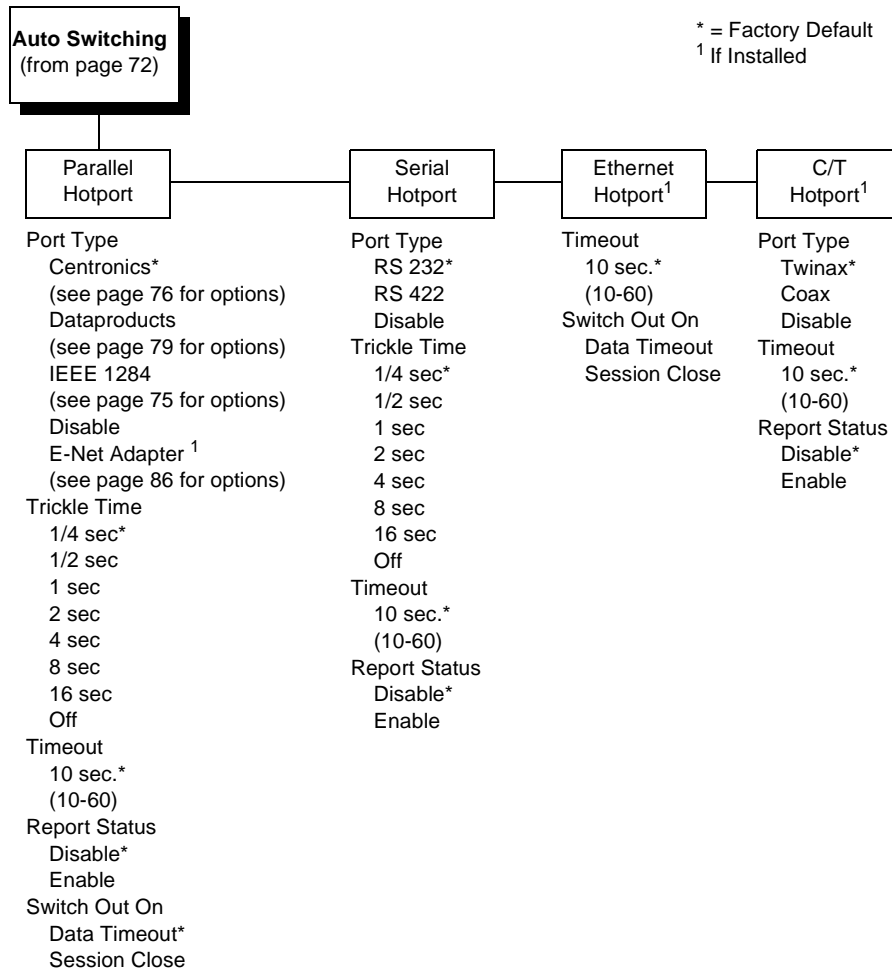 Auto Switching
(from page 72)
* = Factory Default
1 If Installed
Parallel
Hotport
Serial
Hotport
Ethernet
Hotport1
C/T
Hotport1
Port Type
Centronics*
(see page 76 for options)
Dataproducts
(see page 79 for options)
IEEE 1284
(see page 75 for options)
Disable
E-Net Adapter 1
(see page 86 for options)
Trickle Time
1/4 sec*
1/2 sec
1 sec
2 sec
4 sec
8 sec
16 sec
Off
Timeout
10 sec.*
(10-60)
Report Status
Disable*
Enable
Switch Out On
Data Timeout*
Session Close
Port Type
RS 232*
RS 422
Disable
Trickle Time
1/4 sec*
1/2 sec
1 sec
2 sec
4 sec
8 sec
16 sec
Off
Timeout
10 sec.*
(10-60)
Report Status
Disable*
Enable
Timeout
10 sec.*
(10-60)
Switch Out On
Data Timeout
Session Close
Port Type
Twinax*
Coax
Disable
Timeout
10 sec.*
(10-60)
Report Status
Disable*
Enable